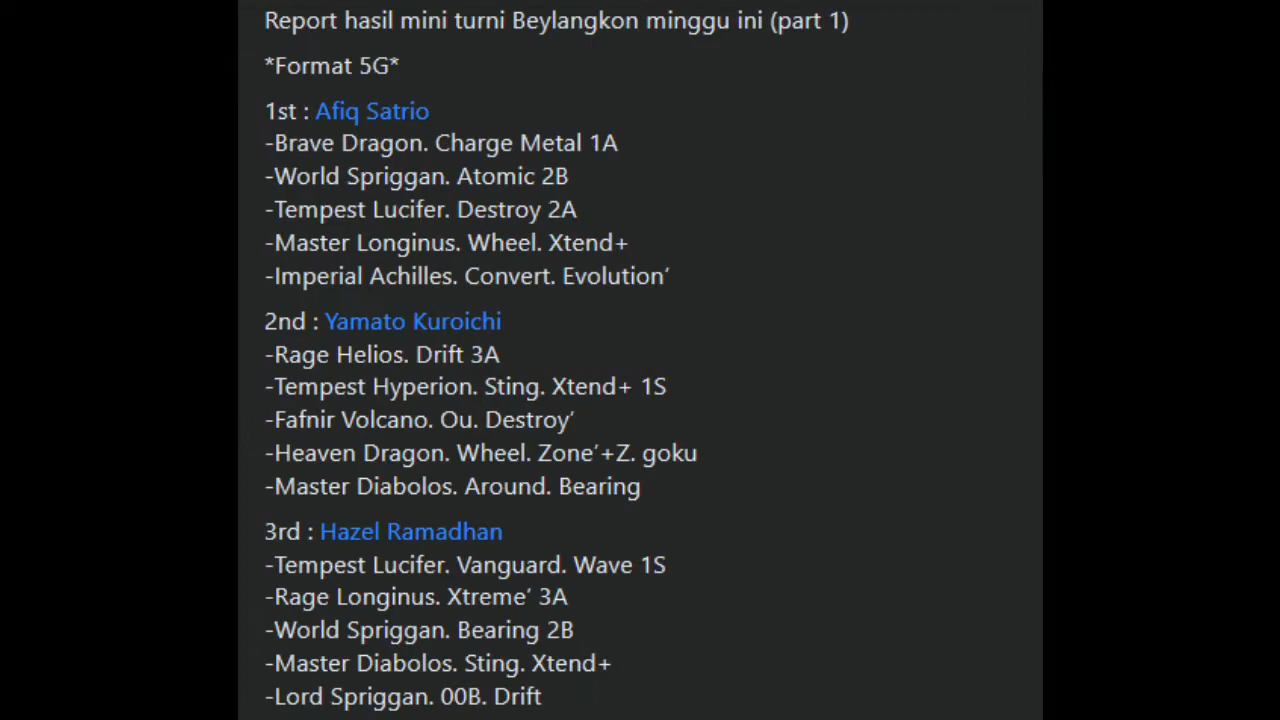 Report hasil mini turni Beylangkon minggu ini (part 1)
*Format 5G*
1st : Afiq Satrio
-Brave Dragon. Charge Metal 1A
-World Spriggan. Atomic 2B
-Tempest Lucifer. Destroy 2A
-Master Longinus. Wheel. Xtend+
-Imperial Achilles. Convert. Evolution’
2nd : Yamato Kuroichi
-Rage Helios. Drift 3A
-Tempest Hyperion. Sting. Xtend+ 1S
-Fafnir Volcano. Ou. Destroy’
-Heaven Dragon. Wheel. Zone’+Z. goku
-Master Diabolos. Around. Bearing
3rd : Hazel Ramadhan
-Tempest Lucifer. Vanguard. Wave 1S
-Rage Longinus. Xtreme’ 3A
-World Spriggan. Bearing 2B
-Master Diabolos. Sting. Xtend+
-Lord Spriggan. 00B. Drift